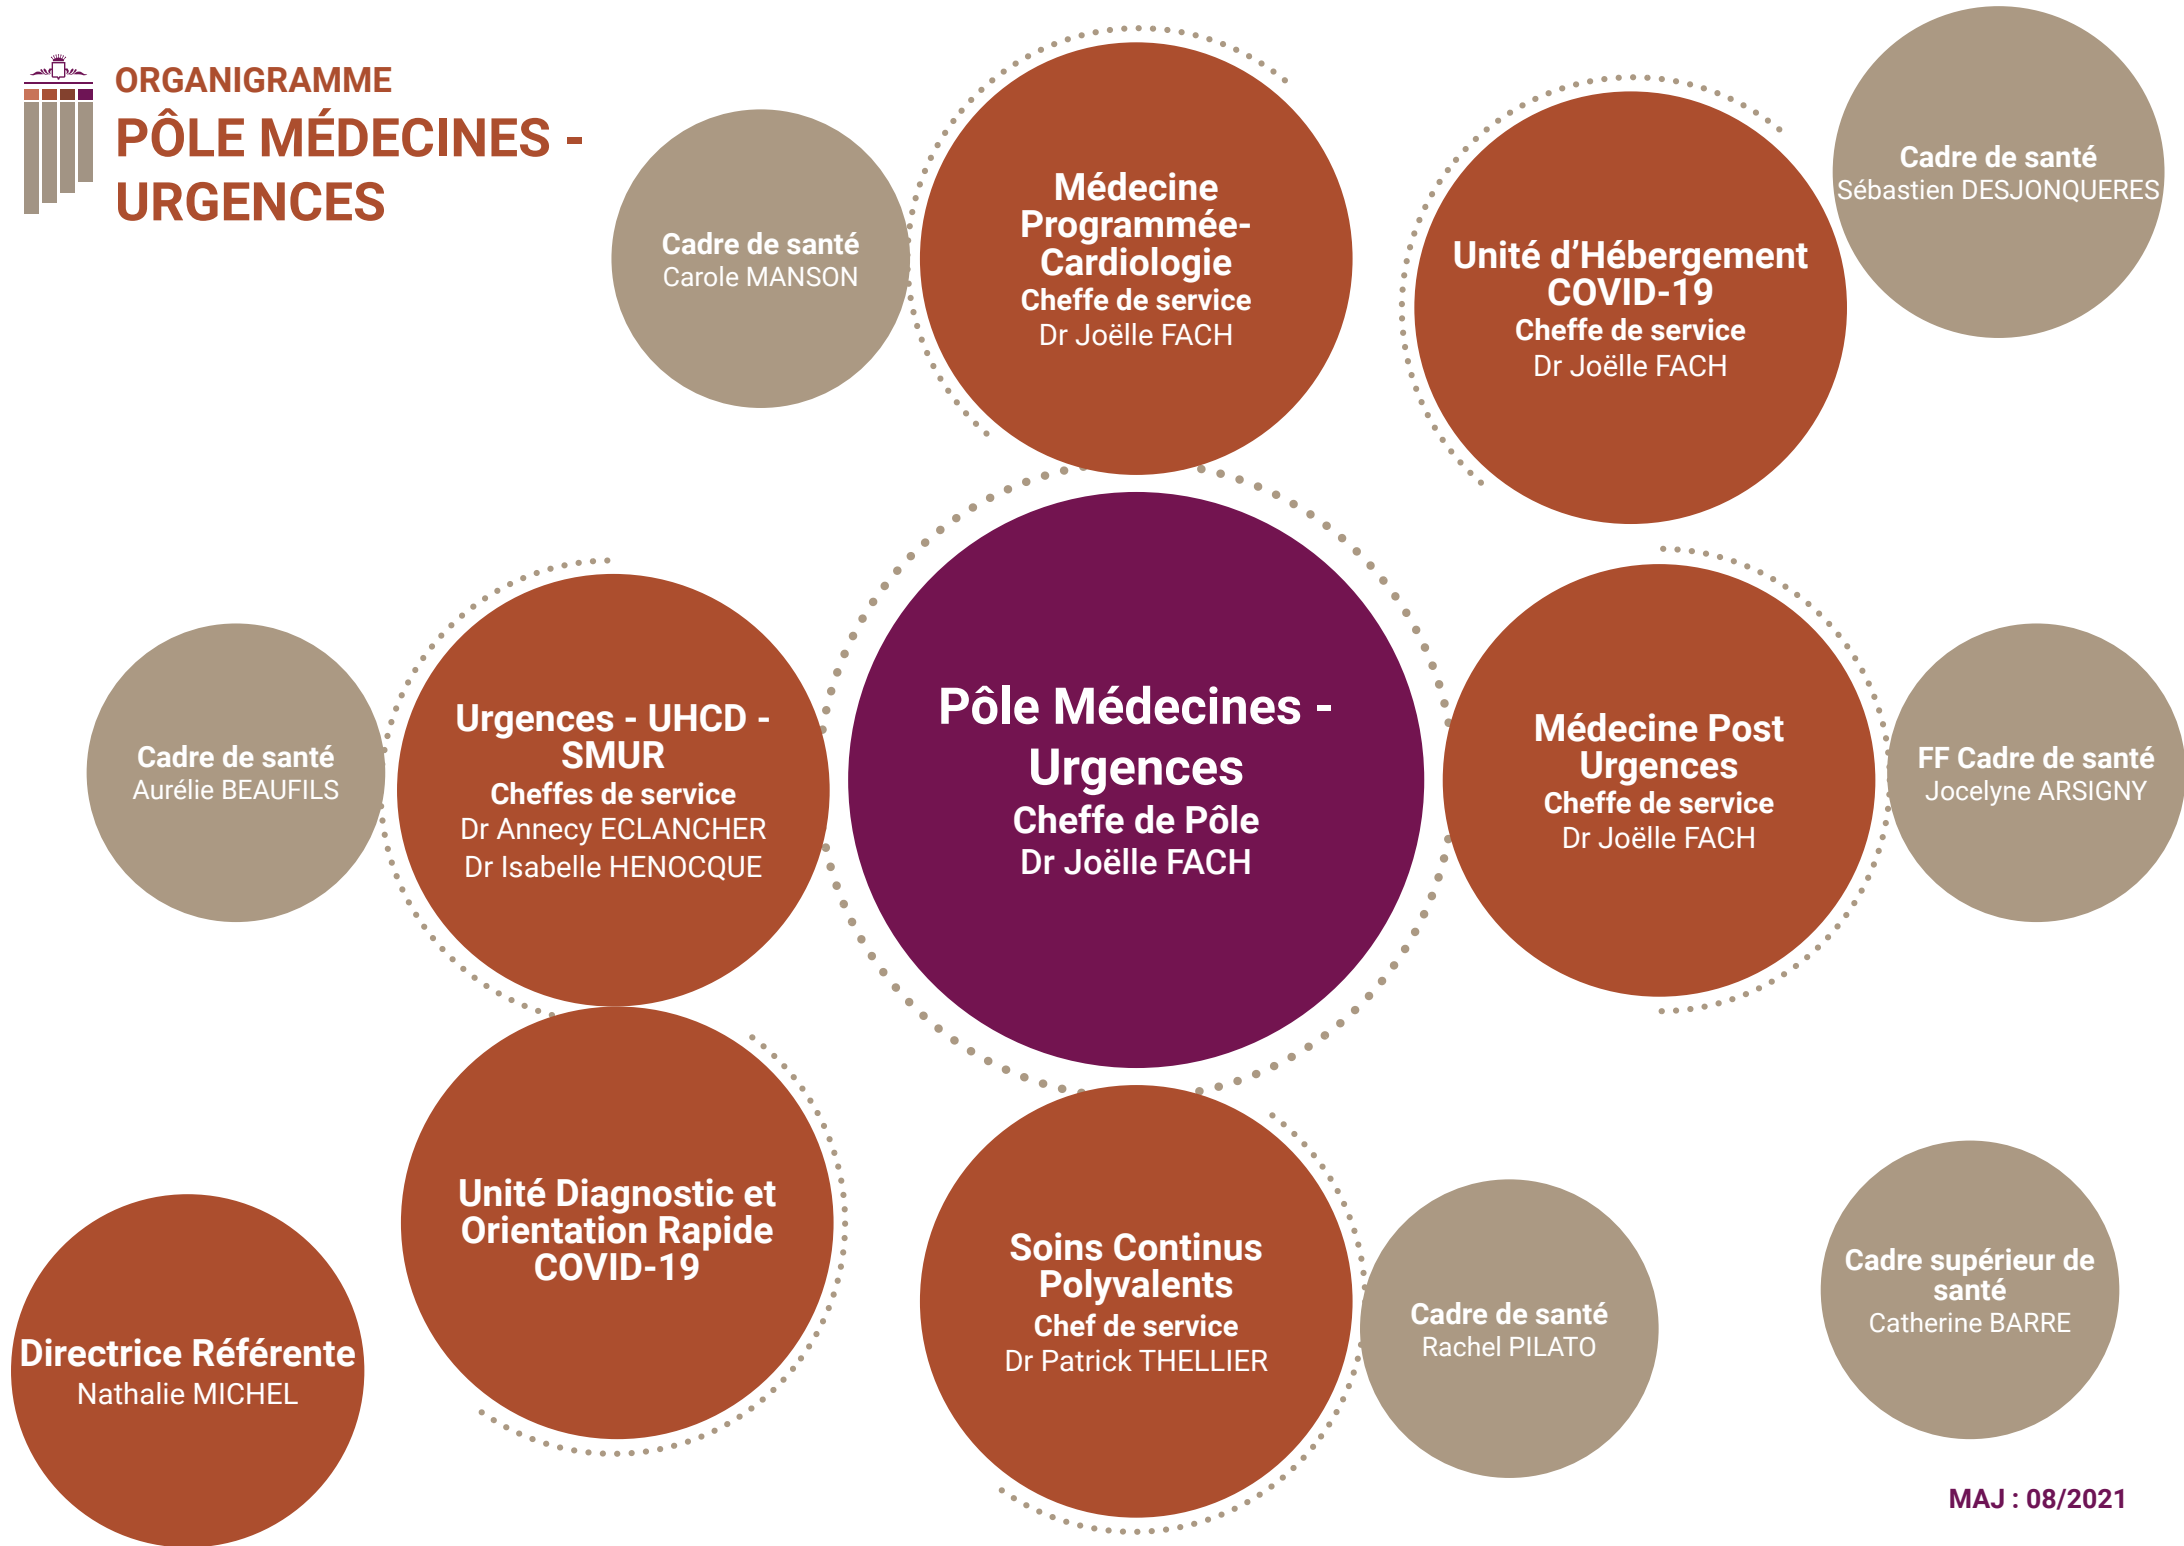 ORGANIGRAMME
PÔLE MÉDECINES -
URGENCES
Cadre de santé
Carole MANSON
Médecine
Programmée-
Cardiologie
Cheffe de service
Dr Joëlle FACH
Unité d’Hébergement
COVID-19
Cheffe de service
Dr Joëlle FACH
Cadre de santé
Sébastien DESJONQUERES
Cadre de santé
Aurélie BEAUFILS
Urgences - UHCD -
SMUR
Cheffes de service
Dr Annecy ECLANCHER
Dr Isabelle HENOCQUE
Pôle Médecines -
Urgences
Cheffe de Pôle
Dr Joëlle FACH
Médecine Post
Urgences
Cheffe de service
Dr Joëlle FACH
FF Cadre de santé
Jocelyne ARSIGNY
Directrice Référente
Nathalie MICHEL
Unité Diagnostic et
Orientation Rapide
COVID-19
Soins Continus
Polyvalents
Chef de service
Dr Patrick THELLIER
Cadre de santé
Rachel PILATO
Cadre supérieur de
santé
Catherine BARRE
MAJ : 08/2021